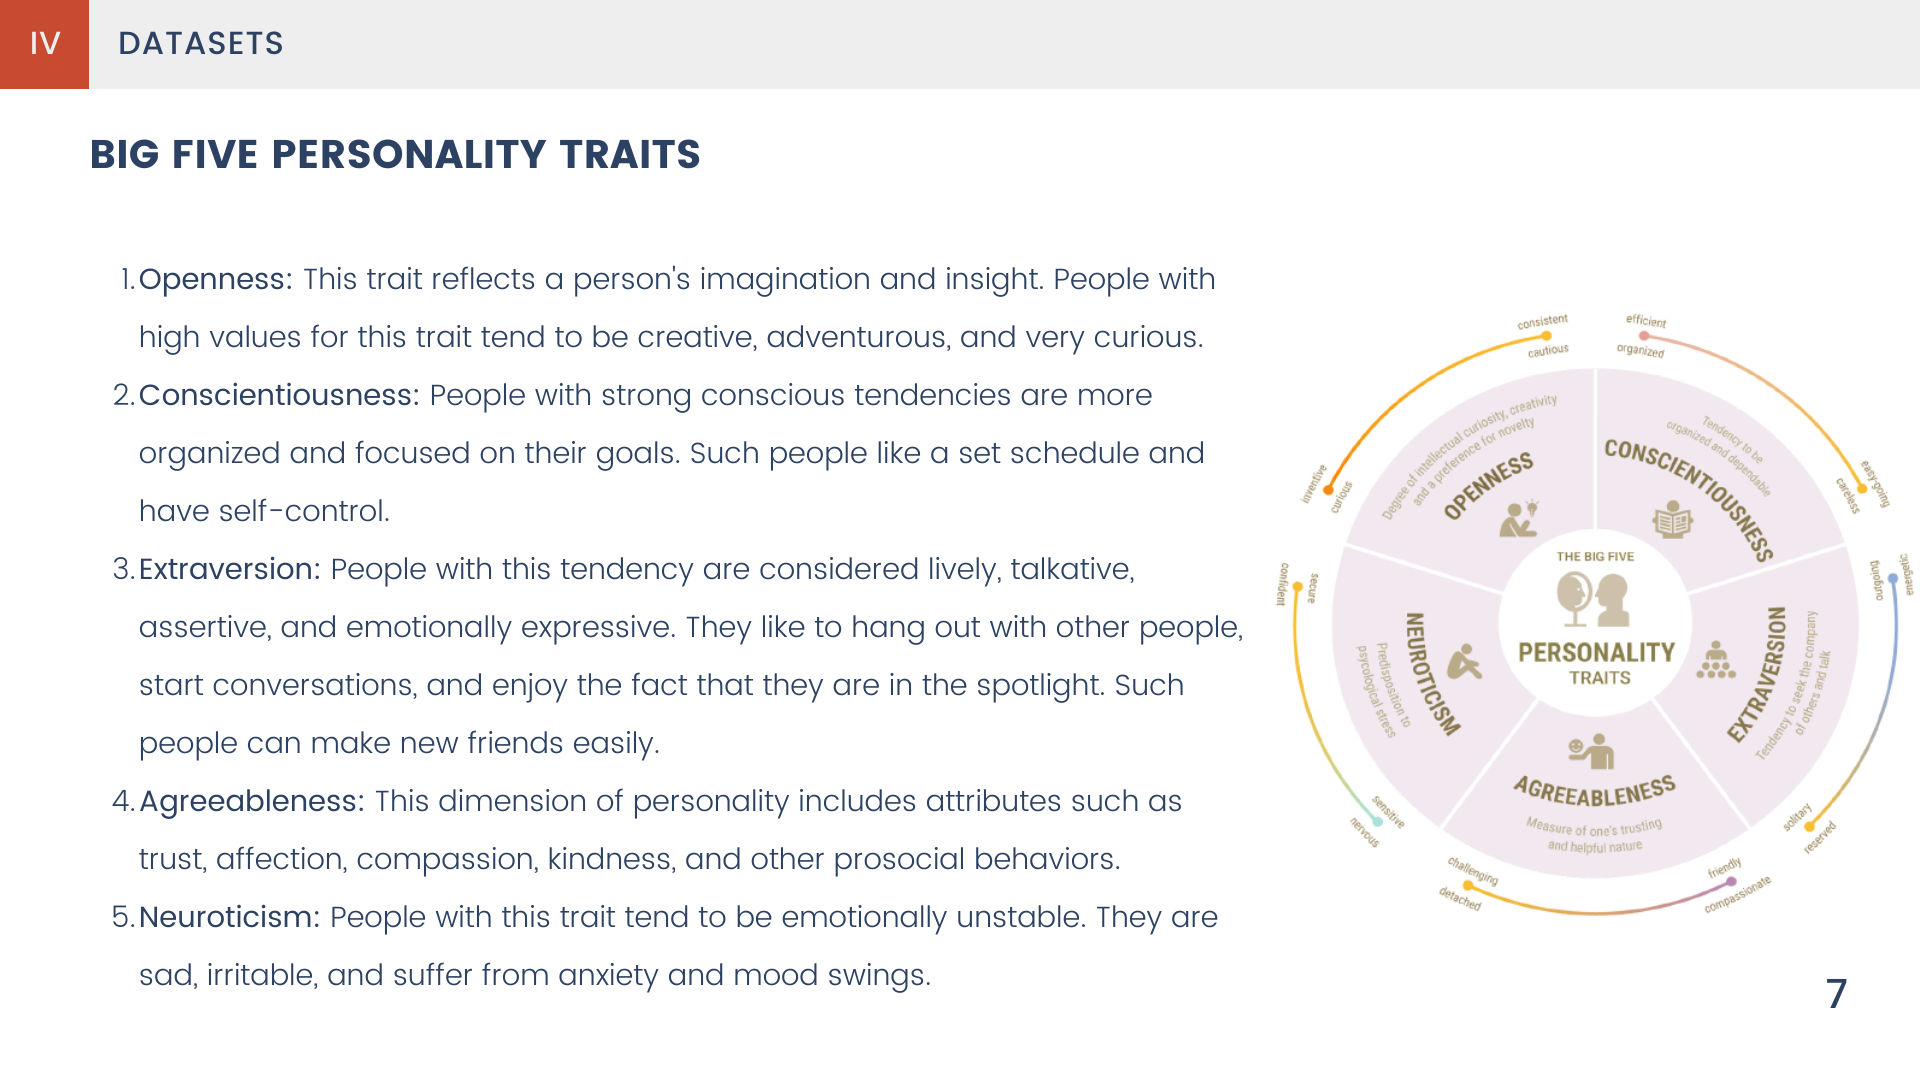 IV
DATASETS
BIG FIVE PERSONALITY TRAITS
1. Openness: This trait reflects a person's imagination and insight. People with
high values for this trait tend to be creative, adventurous, and very curious.
2. Conscientiousness: People with strong conscious tendencies are more
organized and focused on their goals. Such people like a set schedule and
have self-control.
3. Extraversion: People with this tendency are considered lively, talkative,
assertive, and emotionally expressive. They like to hang out with other people,
start conversations, and enjoy the fact that they are in the spotlight. Such
people can make new friends easily.
4. Agreeableness: This dimension of personality includes attributes such as
trust, affection, compassion, kindness, and other prosocial behaviors.
5. Neuroticism: People with this trait tend to be emotionally unstable. They are
sad, irritable, and suffer from anxiety and mood swings.
consistent
cautious
inventive
curious
Degree of intellectual curiosity, creativity
and a preference for novelty
OPENNESS
efficient
organized
easy-going
careless
Tendency to be
organized and dependable
CONSCIENTIOUSNESS
THE BIG FIVE
PERSONALITY
TRAITS
energetic
outgoing
solitary
reserved
EXTRAVERSION
Tendency to seek the company
of others and talk
AGREEABLENESS
Measure of one's trusting
and helpful nature
friendly
compassionate
challenging
detached
NEUROTICISM
Predisposition to
psychological stress
confident
secure
sensitive
nervous
7